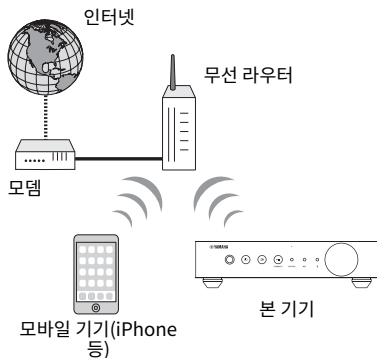 인터넷
무선 라우터
모뎀
YAMAHA
본 기기
모바일 기기(iPhone
등)